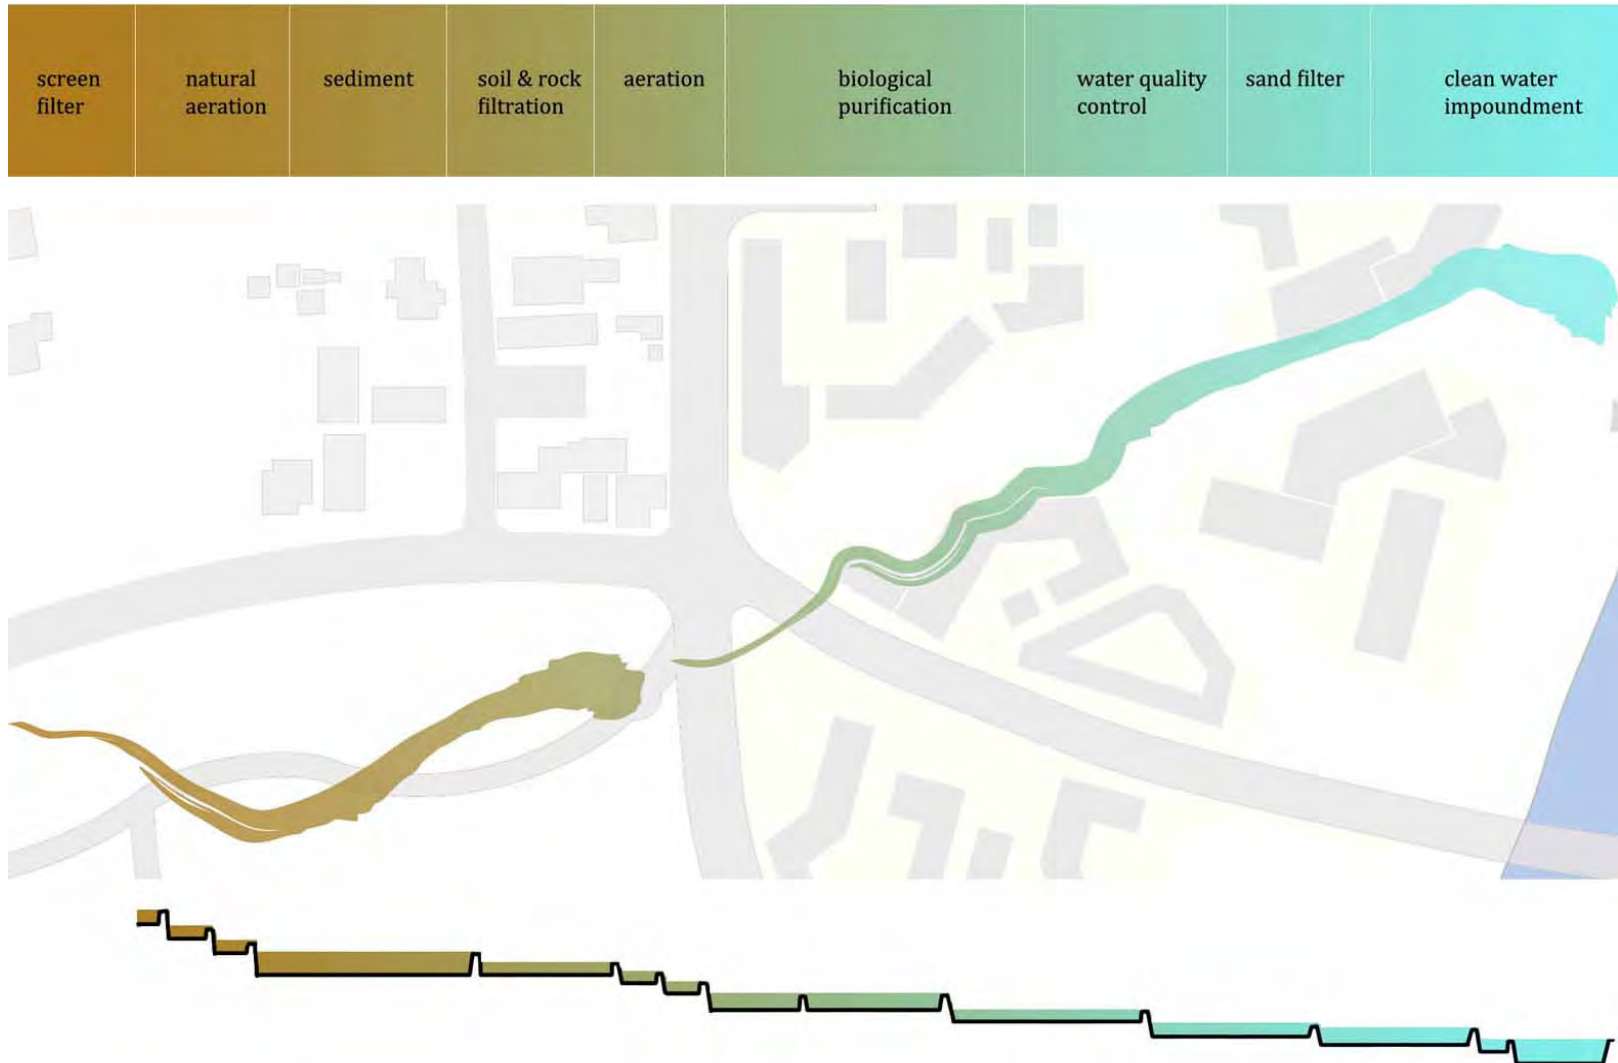 screen
filter
natural
aeration
sediment
soil & rock
filtration
aeration
biological
purification
water quality
control
sand filter
clean water
impoundment